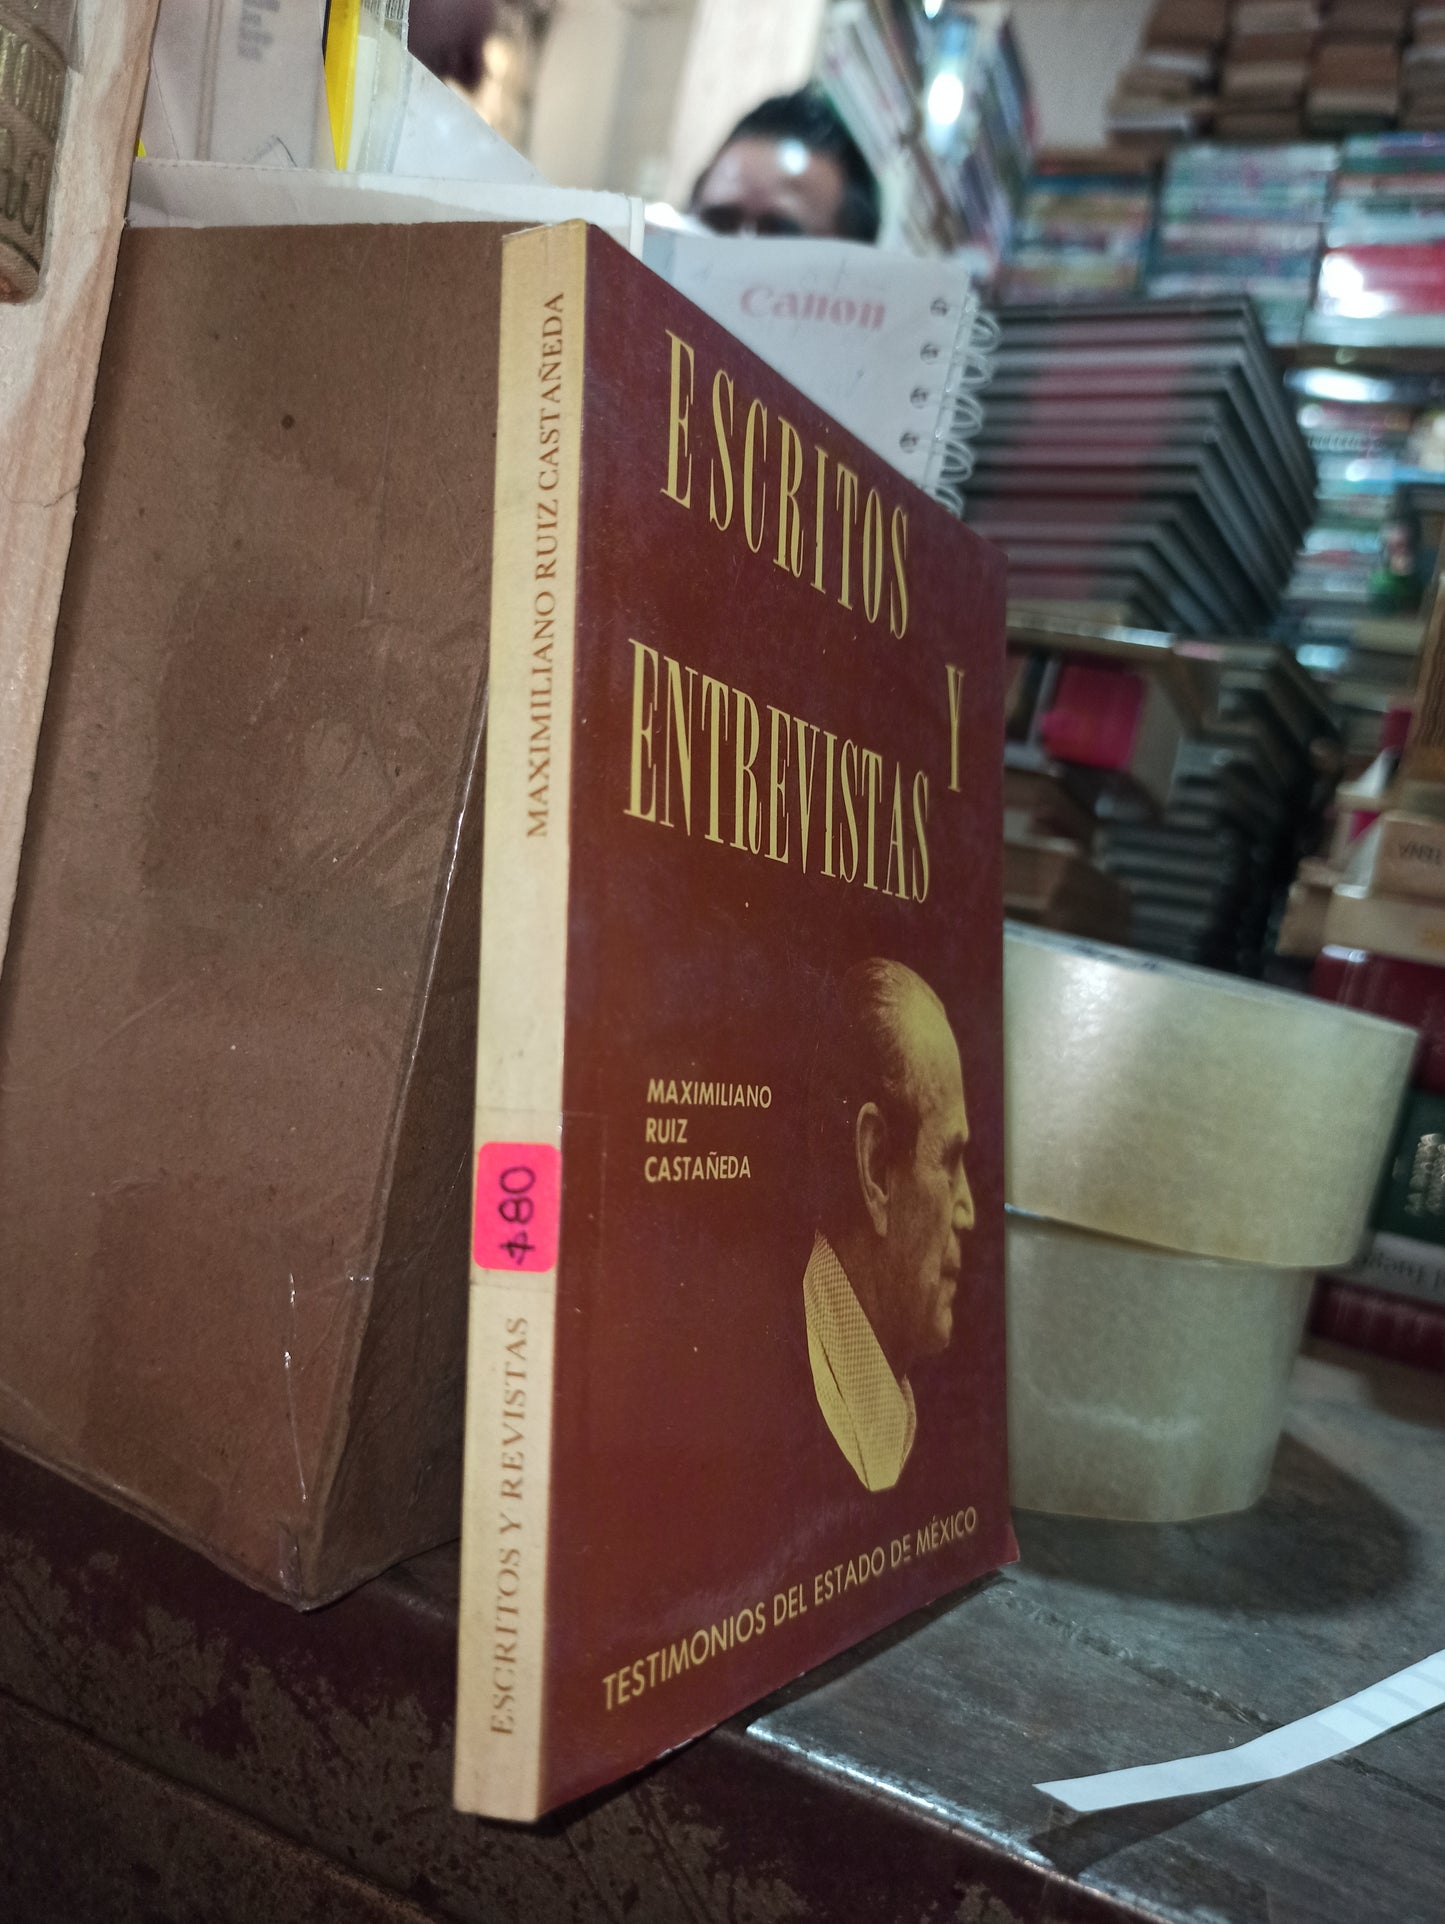 MAXIMILIANO RUIZ CASTAÑEDA
$80
ESCRITOS Y REVISTAS
ESCRITOS
Y
ENTREVISTAS
MAXIMILIANO
RUIZ
CASTAÑEDA
TESTIMONIOS DEL ESTADO DE MÉXICO
Canon